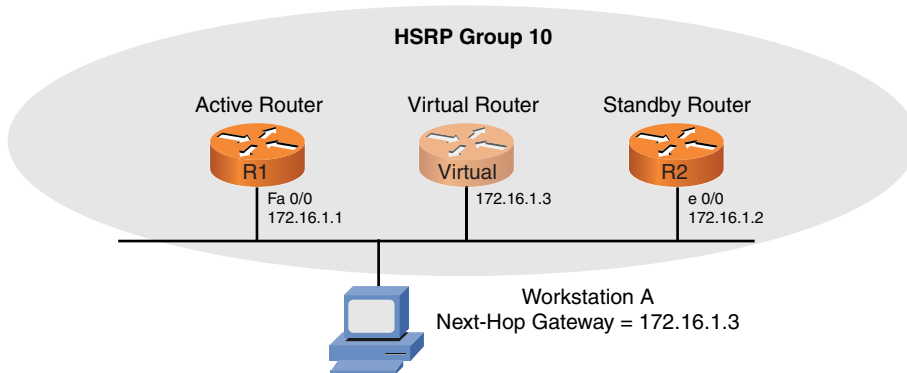 HSRP Group 10
Active Router
Virtual Router
Standby Router
R1
Virtual
R2
Fa 0/0
172.16.1.1
172.16.1.3
e 0/0
172.16.1.2
Workstation A
Next-Hop Gateway = 172.16.1.3